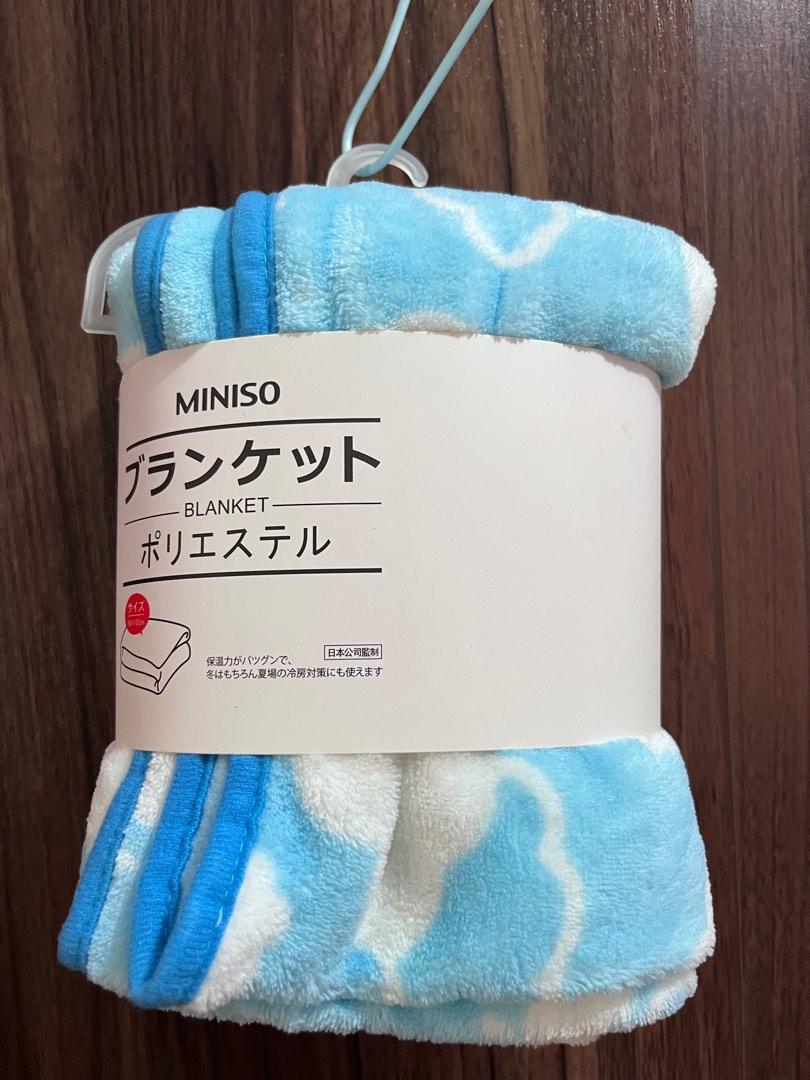 MINISO
ブランケット
BLANKET
ポリエステル
サイズ
日本公司監制
保温力がバツグンで、
冬はもちろん夏場の冷房対策にも使えます